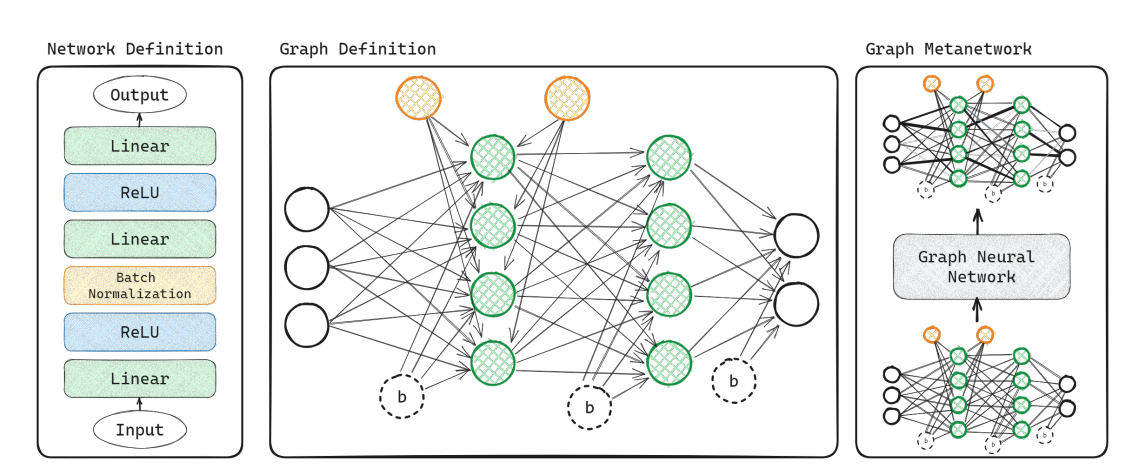 Network Definition
Output
Linear
ReLU
Linear
Batch
Normalization
ReLU
Linear
Input
Graph Definition
b
b
b
Graph Metanetwork
b
b
b
Graph Neural
Network
b
b
b